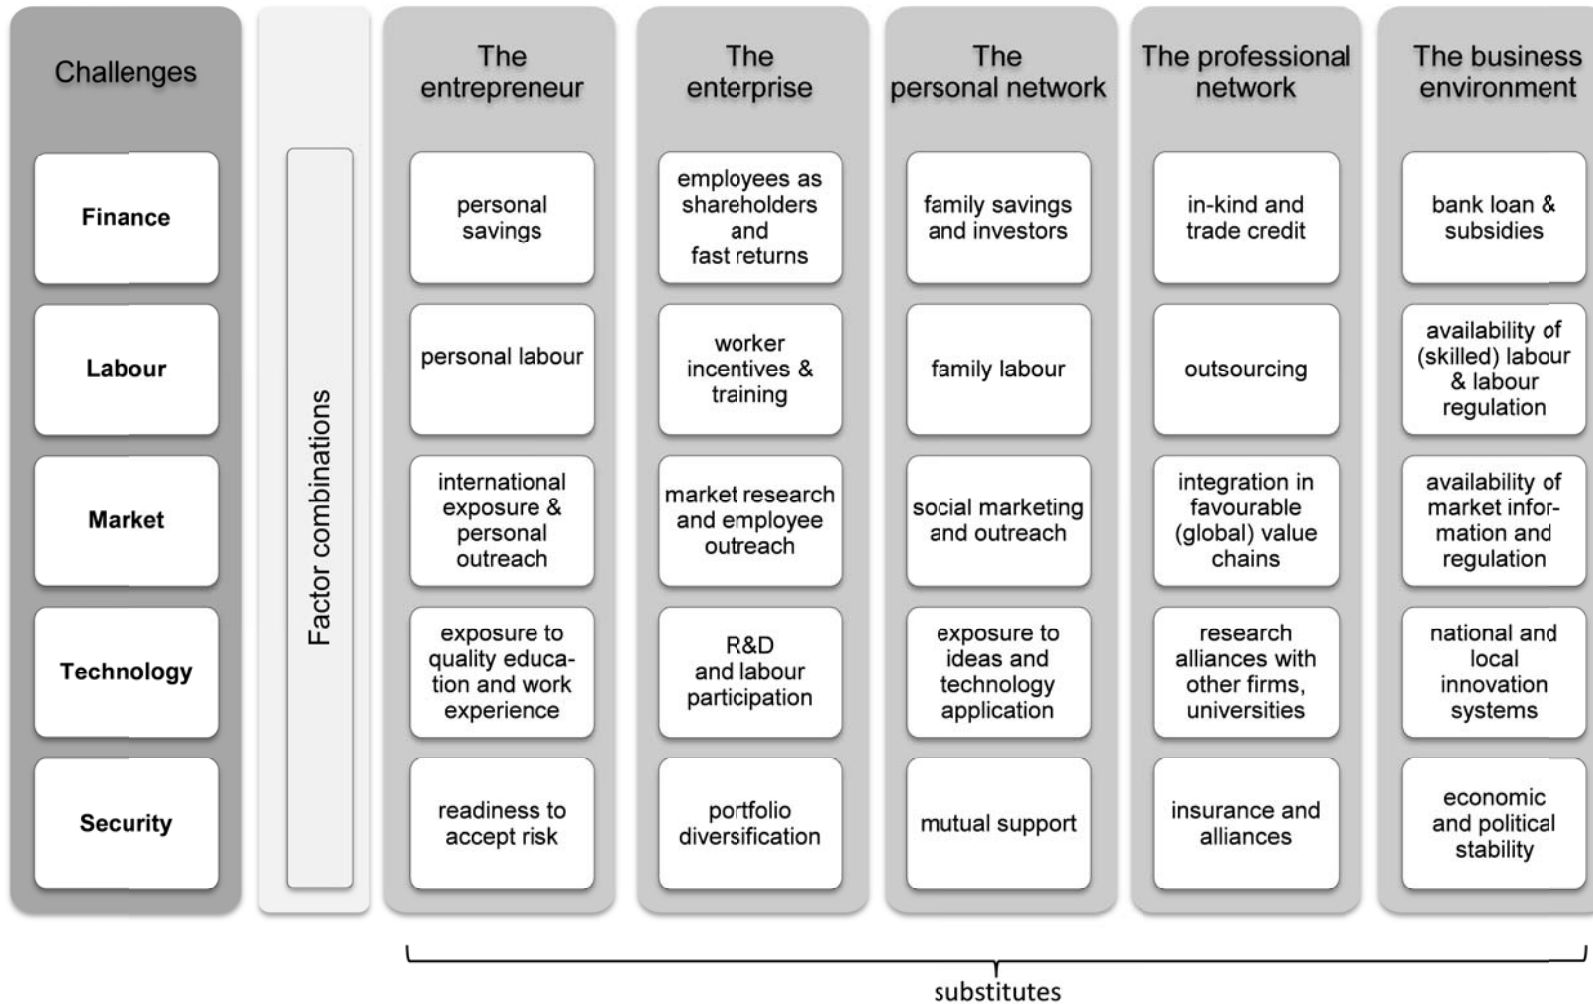 Challenges
Finance
Labour
Market
Technology
Security
Factor combinations
The
entrepreneur
personal
savings
personal labour
international
exposure &
personal
outreach
exposure to
quality educa-
tion and work
experience
readiness to
accept risk
The
enterprise
employees as
shareholders
and
fast returns
worker
incentives &
training
market research
and employee
outreach
R&D
and labour
participation
portfolio
diversification
The
personal network
family savings
and investors
family labour
social marketing
and outreach
exposure to
ideas and
technology
application
mutual support
The professional
network
in-kind and
trade credit
outsourcing
integration in
favourable
(global) value
chains
research
alliances with
other firms,
universities
insurance and
alliances
The business
environment
bank loan &
subsidies
availability of
(skilled) labour
& labour
regulation
availability of
market infor-
mation and
regulation
national and
local
innovation
systems
economic
and political
stability
substitutes